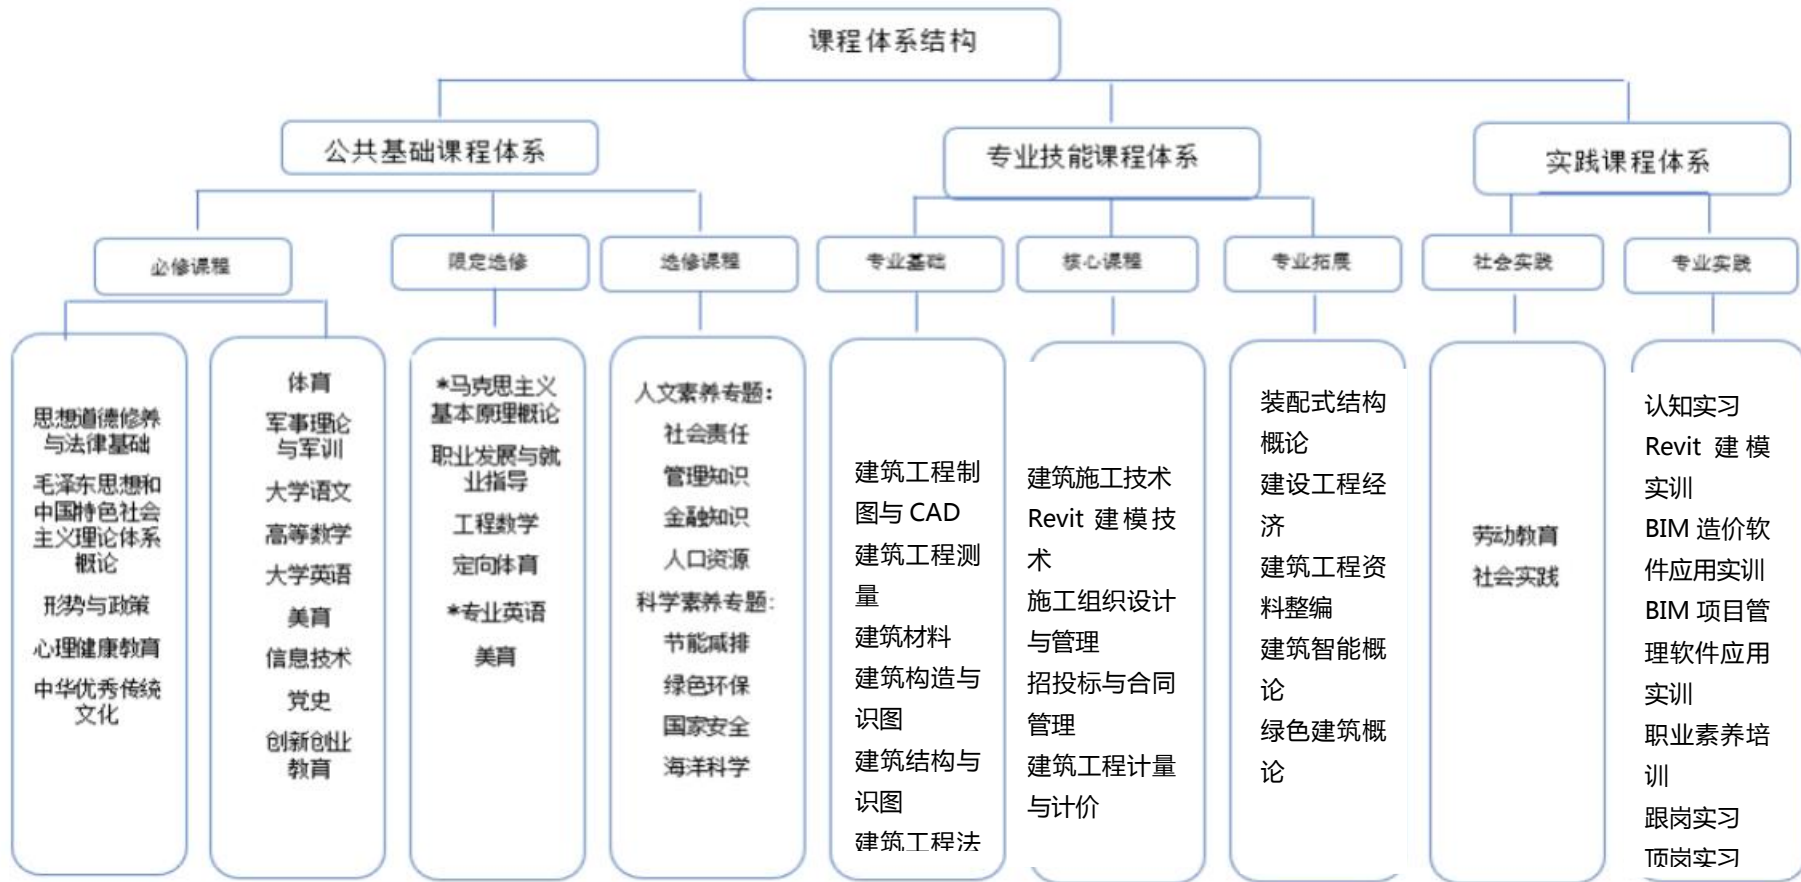 课程体系结构
公共基础课程体系
专业技能课程体系
实践课程体系
必修课程
限定选修
选修课程
专业基础
核心课程
专业拓展
社会实践
专业实践
思想道德修养
与法律基础
毛泽东思想和
中国特色社会
主义理论体系
概论
形势与政策
心理健康教育
中华优秀传统
文化
体育
军事理论
与军训
大学语文
高等数学
大学英语
美育
信息技术
党史
创新创业
教育
*马克思主义
基本原理概论
职业发展与就
业指导
工程数学
定向体育
*专业英语
美育
人文素养专题：
社会责任
管理知识
金融知识
人口资源
科学素养专题：
节能减排
绿色环保
国家安全
海洋科学
建筑工程制
图与 CAD
建筑工程测
量
建筑材料
建筑构造与
识图
建筑结构与
识图
建筑工程法
建筑施工技术
Revit 建模技
术
施工组织设计
与管理
招投标与合同
管理
建筑工程计量
与计价
装配式结构
概论
建设工程经
济
建筑工程资
料整编
建筑智能概
论
绿色建筑概
论
劳动教育
社会实践
认知实习
Revit 建模
实训
BIM 造价软
件应用实训
BIM 项目管
理软件应用
实训
职业素养培
训
跟岗实习
顶岗实习